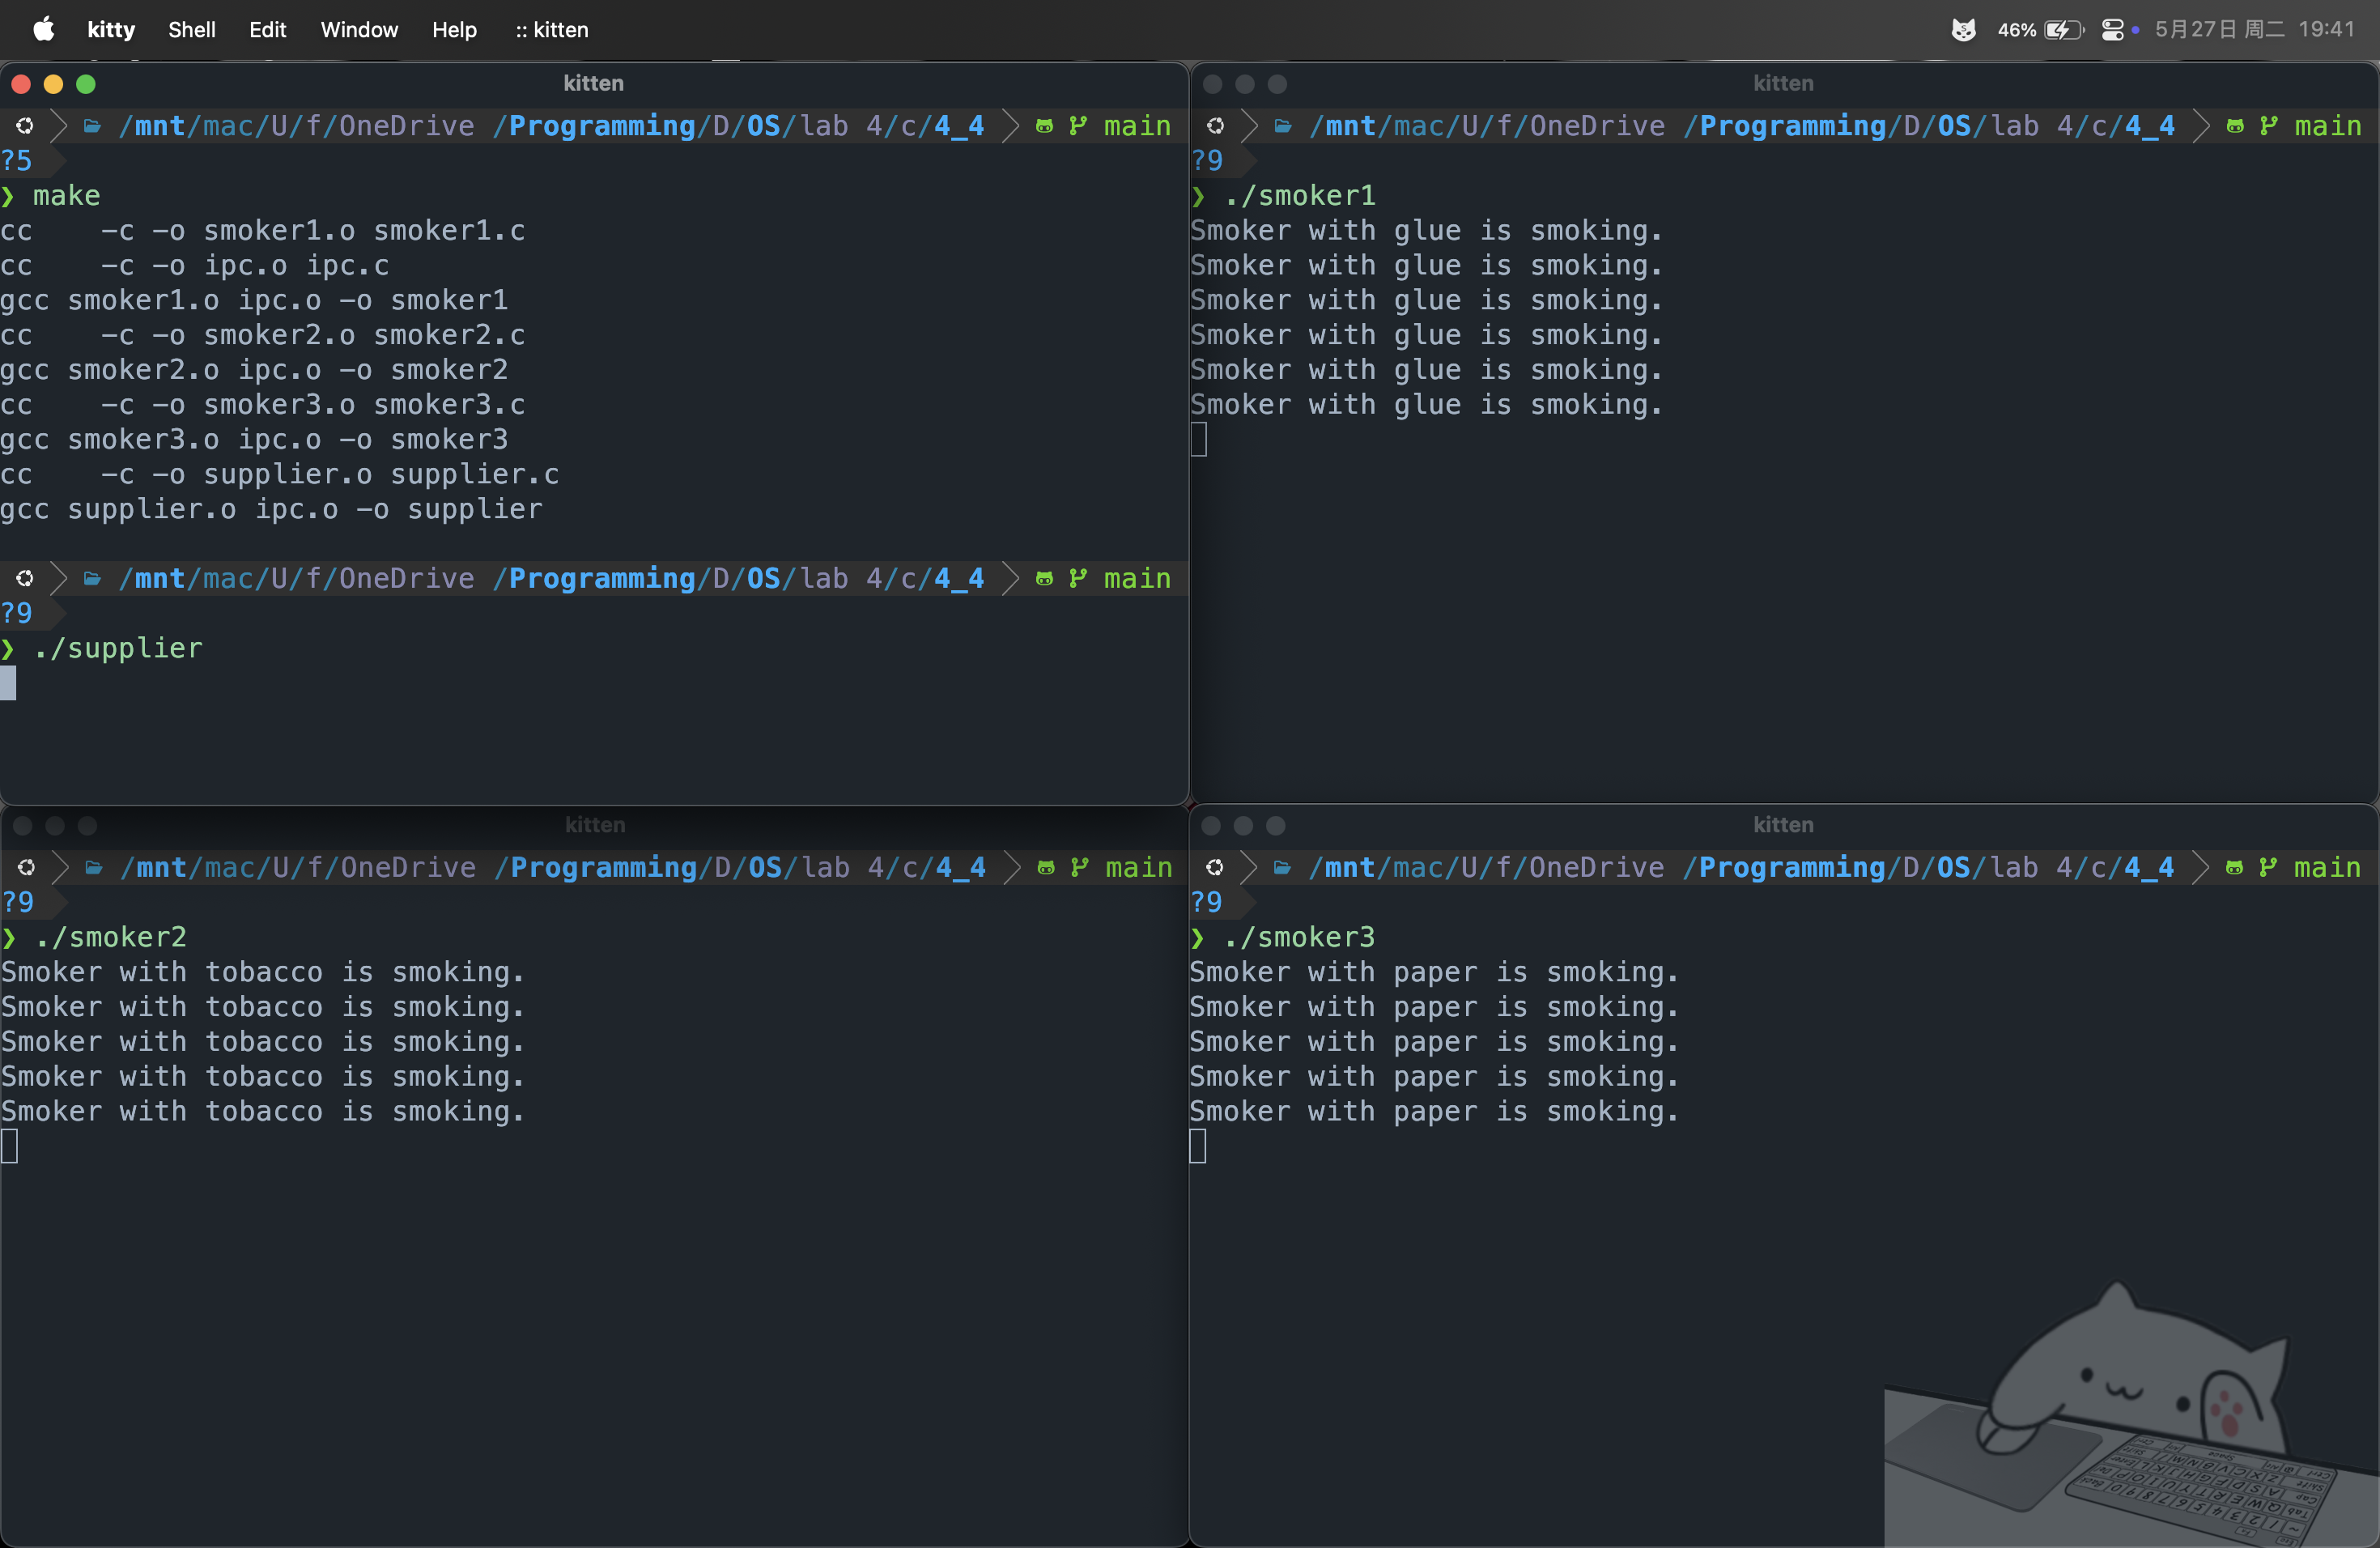 kitty Shell Edit Window Help :: kitten 46% 5月27日 周二 19:41
kitten
/mnt/mac/U/f/OneDrive /Programming/D/OS/lab 4/c/4_4 main
?5
❯ make
cc    -c -o smoker1.o smoker1.c
cc    -c -o ipc.o ipc.c
gcc smoker1.o ipc.o -o smoker1
cc    -c -o smoker2.o smoker2.c
gcc smoker2.o ipc.o -o smoker2
cc    -c -o smoker3.o smoker3.c
gcc smoker3.o ipc.o -o smoker3
cc    -c -o supplier.o supplier.c
gcc supplier.o ipc.o -o supplier
/mnt/mac/U/f/OneDrive /Programming/D/OS/lab 4/c/4_4 main
?9
❯ ./supplier
kitten
/mnt/mac/U/f/OneDrive /Programming/D/OS/lab 4/c/4_4 main
?9
❯ ./smoker1
Smoker with glue is smoking.
Smoker with glue is smoking.
Smoker with glue is smoking.
Smoker with glue is smoking.
Smoker with glue is smoking.
Smoker with glue is smoking.
kitten
/mnt/mac/U/f/OneDrive /Programming/D/OS/lab 4/c/4_4 main
?9
❯ ./smoker2
Smoker with tobacco is smoking.
Smoker with tobacco is smoking.
Smoker with tobacco is smoking.
Smoker with tobacco is smoking.
Smoker with tobacco is smoking.
kitten
/mnt/mac/U/f/OneDrive /Programming/D/OS/lab 4/c/4_4 main
?9
❯ ./smoker3
Smoker with paper is smoking.
Smoker with paper is smoking.
Smoker with paper is smoking.
Smoker with paper is smoking.
Smoker with paper is smoking.